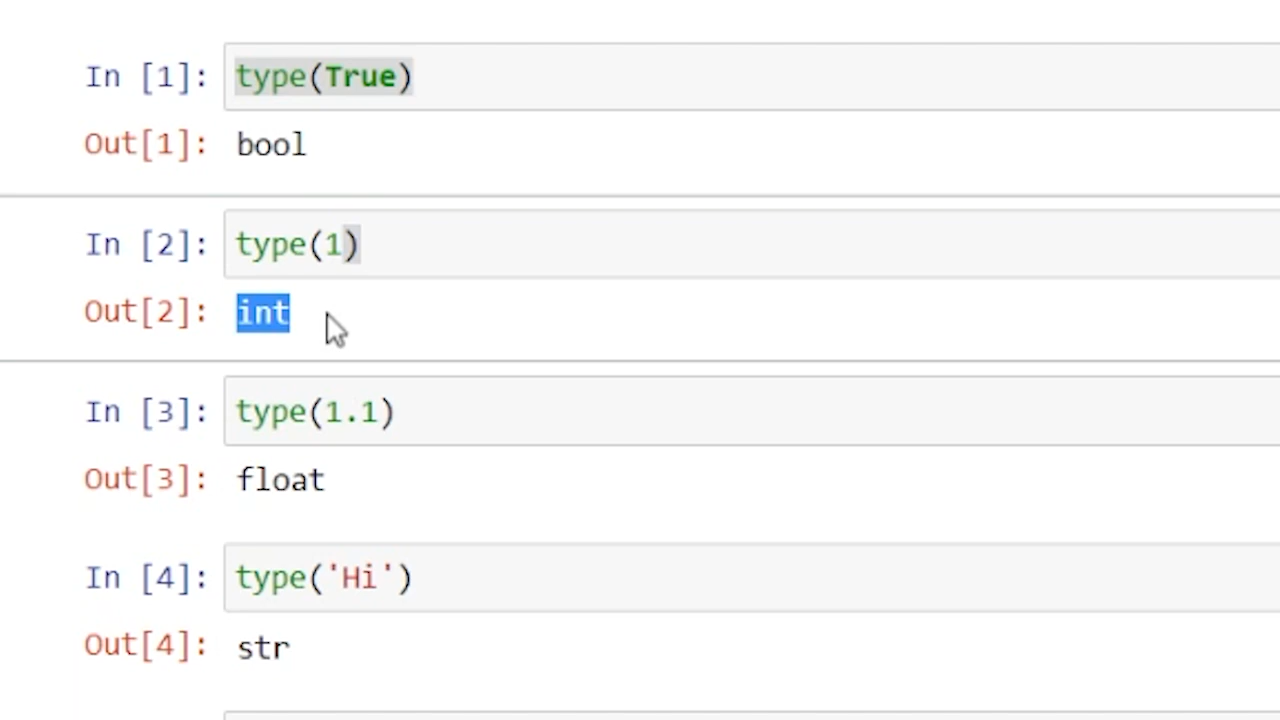 In [1]: type(True)
Out[1]: bool
In [2]: type(1)
Out[2]: int
In [3]: type(1.1)
Out[3]: float
In [4]: type('Hi')
Out[4]: str